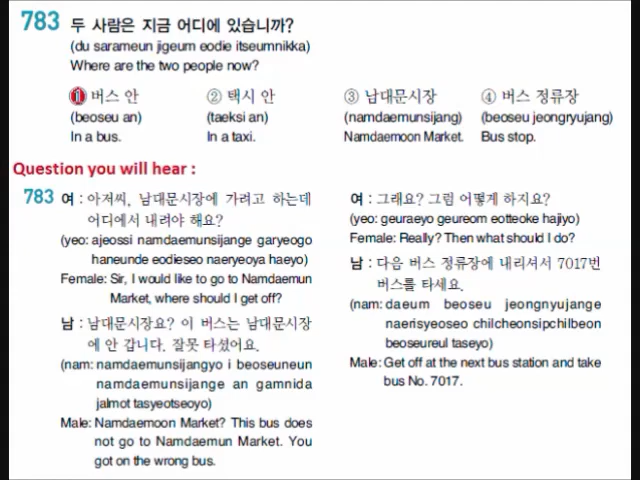 783 두 사람은 지금 어디에 있습니까?
(du sarameun jigeum eodie itseumnikka)
Where are the two people now?
① 버스 안
(beoseu an)
In a bus.
② 택시 안
(taeksi an)
In a taxi.
③ 남대문시장
(namdaemunsijang)
Namdaemoon Market.
④ 버스 정류장
(beoseu jeongryujang)
Bus stop.
Question you will hear :
783 여 : 아저씨, 남대문시장에 가려고 하는데
어디에서 내려야 해요?
(yeo: ajeossi namdaemunsijange garyeogo
haneunde eodieseo naeryeoya haeyo)
Female: Sir, I would like to go to Namdaemun
Market, where should I get off?
남 : 남대문시장요? 이 버스는 남대문시장
에 안 갑니다. 잘못 타셨어요.
(nam: namdaemunsijangyo i beoseuneun
namdaemunsijange an gamnida
jalmot tasyeotseoyo)
Male: Namdaemoon Market? This bus does
not go to Namdaemun Market. You
got on the wrong bus.
여 : 그래요? 그럼 어떻게 하지요?
(yeo: geuraeyo geureom eotteoke hajiyo)
Female: Really? Then what should I do?
남 : 다음 버스 정류장에 내리셔서 7017번
버스를 타세요.
(nam: daeum beoseu jeongnyujange
naerisyeoseo chilcheonsipchilbeon
beoseureul taseyo)
Male: Get off at the next bus station and take
bus No. 7017.